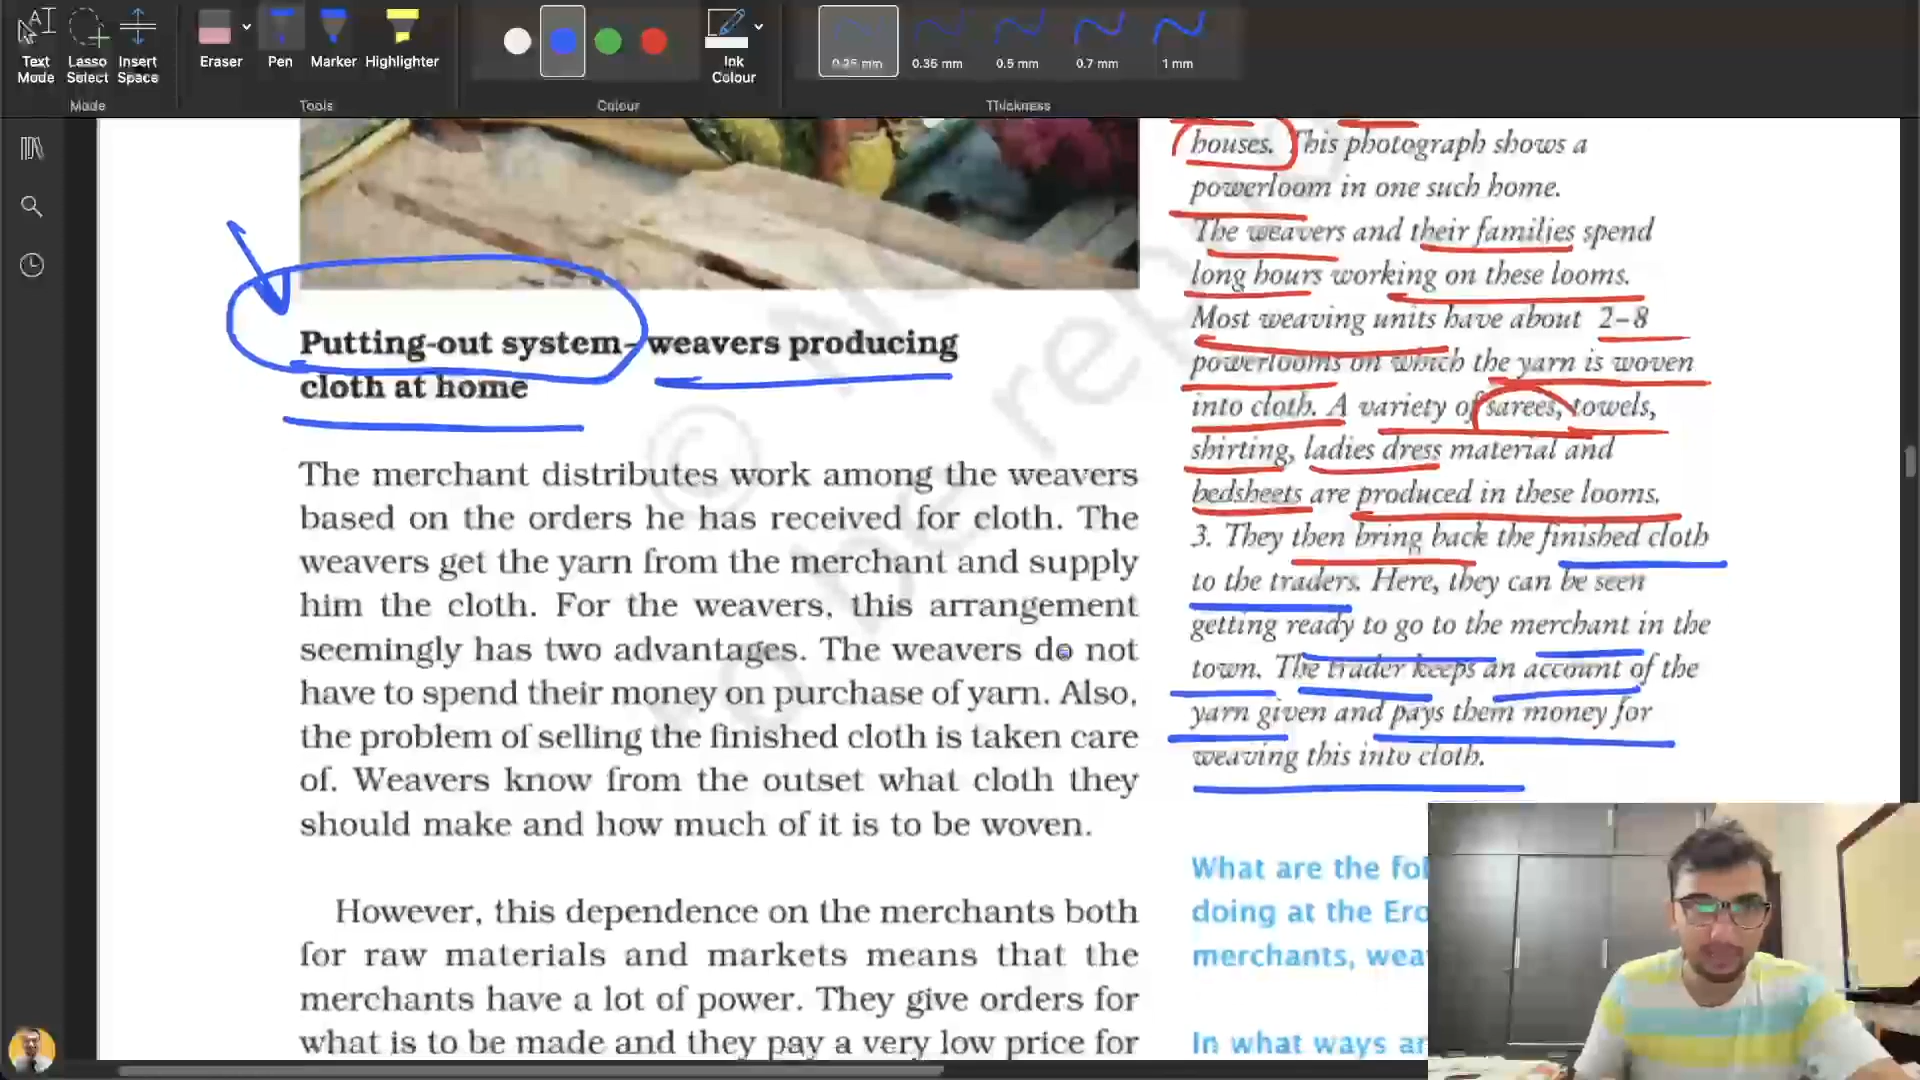 Text Mode
Lasso Select
Insert Space
Mode
Eraser
Pen
Marker
Highlighter
Tools
Colour
Ink Colour
0.25 mm
0.35 mm
0.5 mm
0.7 mm
1 mm
Thickness
Putting-out system– weavers producing
cloth at home
The merchant distributes work among the weavers
based on the orders he has received for cloth. The
weavers get the yarn from the merchant and supply
him the cloth. For the weavers, this arrangement
seemingly has two advantages. The weavers do not
have to spend their money on purchase of yarn. Also,
the problem of selling the finished cloth is taken care
of. Weavers know from the outset what cloth they
should make and how much of it is to be woven.
However, this dependence on the merchants both
for raw materials and markets means that the
merchants have a lot of power. They give orders for
what is to be made and they pay a very low price for
houses. This photograph shows a
powerloom in one such home.
The weavers and their families spend
long hours working on these looms.
Most weaving units have about 2–8
powerlooms on which the yarn is woven
into cloth. A variety of sarees, towels,
shirting, ladies dress material and
bedsheets are produced in these looms.
3. They then bring back the finished cloth
to the traders. Here, they can be seen
getting ready to go to the merchant in the
town. The trader keeps an account of the
yarn given and pays them money for
weaving this into cloth.
What are the
doing at the
merchants,
In what ways